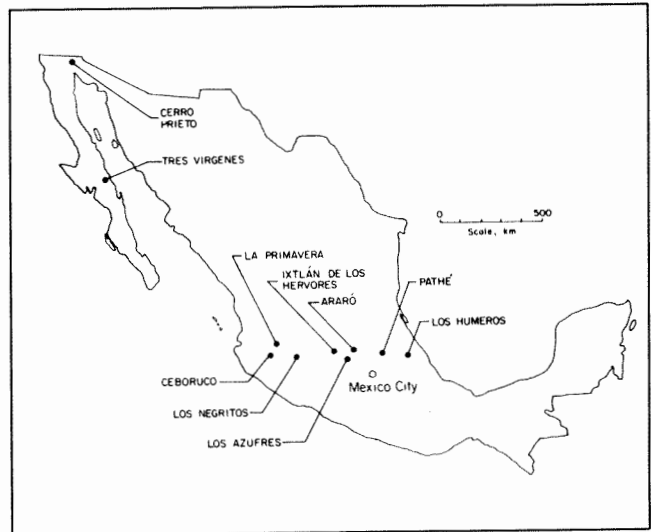 CERRO
PRIETO
TRES VIRGENES
0 500
Scale, km
LA PRIMAVERA
IXTLÁN DE LOS
HERVORES
ARARÓ
PATHÉ
LOS HUMEROS
CEBORUCO
Mexico City
LOS NEGRITOS
LOS AZUFRES